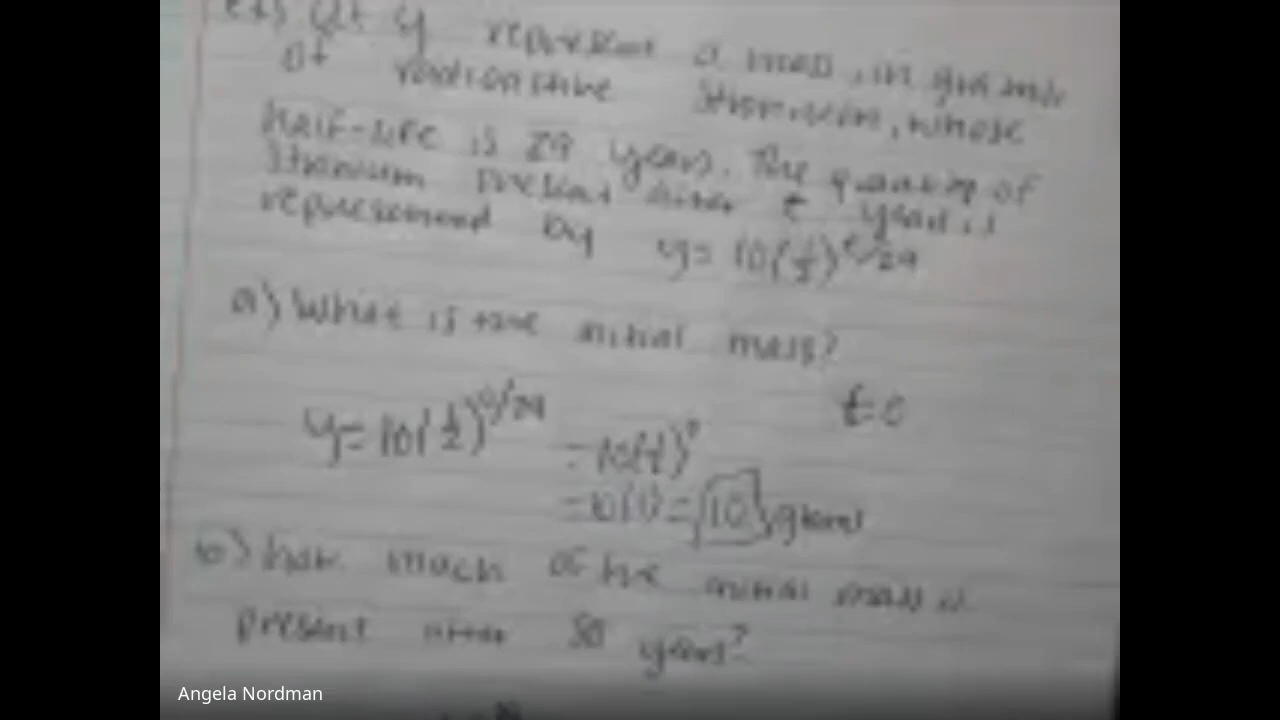 Let y represent a mass, in grams
of radioactive strontium, whose
half-life is 29 years. The quantity of
present after t years is
represented by y= 10(1/2)^t/29
a) What is the initial mass?
t=0
y= 10(1/2)^0/29 = 10(1/2)^0
= 10(1) = 10 grams
b) how much of the initial mass is
present after 80 years?
Angela Nordman